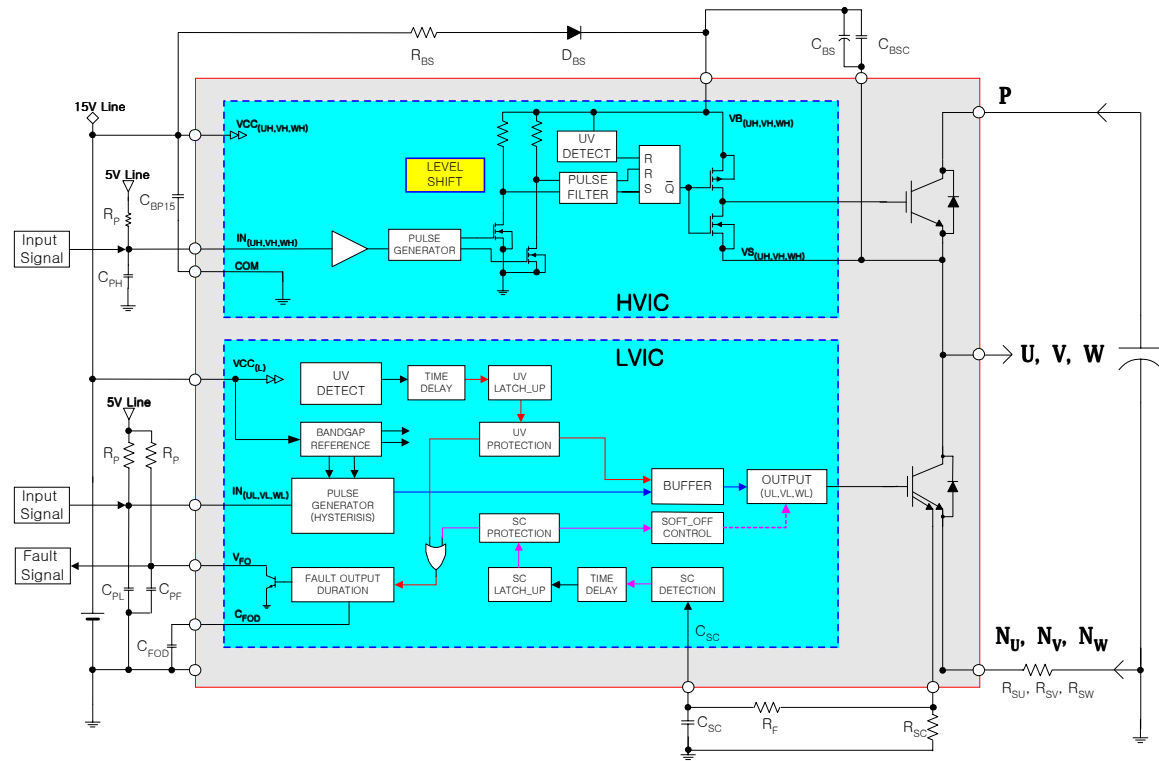 R_BS
D_BS
C_BS
C_BSC
15V Line
VCC(UH,VH,WH)
VB(UH,VH,WH)
P
UV
DETECT
R
R
S
Q̅
LEVEL
SHIFT
PULSE
FILTER
5V Line
C_BP15
R_P
Input
Signal
IN(UH,VH,WH)
PULSE
GENERATOR
VS(UH,VH,WH)
COM
C_PH
HVIC
LVIC
U, V, W
VCC(L)
UV
DETECT
TIME
DELAY
UV
LATCH_UP
5V Line
BANDGAP
REFERENCE
UV
PROTECTION
R_P
R_P
Input
Signal
IN(UL,VL,WL)
PULSE
GENERATOR
(HYSTERISIS)
BUFFER
OUTPUT
(UL,VL,WL)
SC
PROTECTION
SOFT_OFF
CONTROL
Fault
Signal
V_FO
FAULT OUTPUT
DURATION
SC
LATCH_UP
TIME
DELAY
SC
DETECTION
C_PL
C_PF
C_FOD
C_FOD
C_SC
N_U, N_V, N_W
R_SU, R_SV, R_SW
C_SC
R_F
R_SC